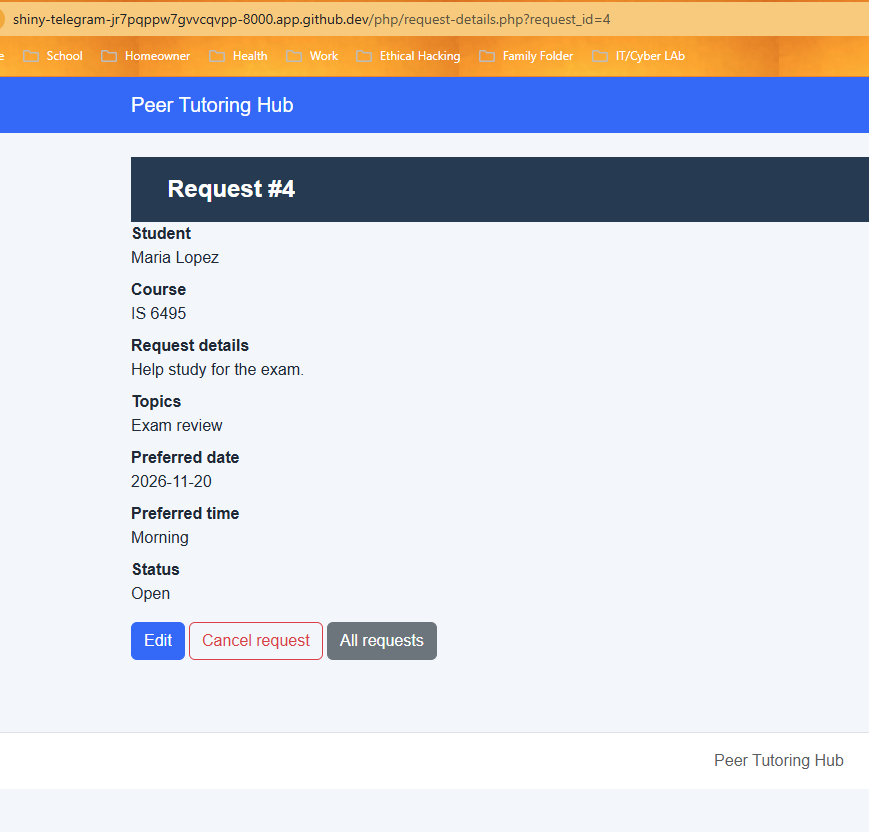 shiny-telegram-jr7pqppw7gvvcqvpp-8000.app.github.dev/php/request-details.php?request_id=4
e School Homeowner Health Work Ethical Hacking Family Folder IT/Cyber LAb
Peer Tutoring Hub
Request #4
Student
Maria Lopez
Course
IS 6495
Request details
Help study for the exam.
Topics
Exam review
Preferred date
2026-11-20
Preferred time
Morning
Status
Open
Edit Cancel request All requests
Peer Tutoring Hub